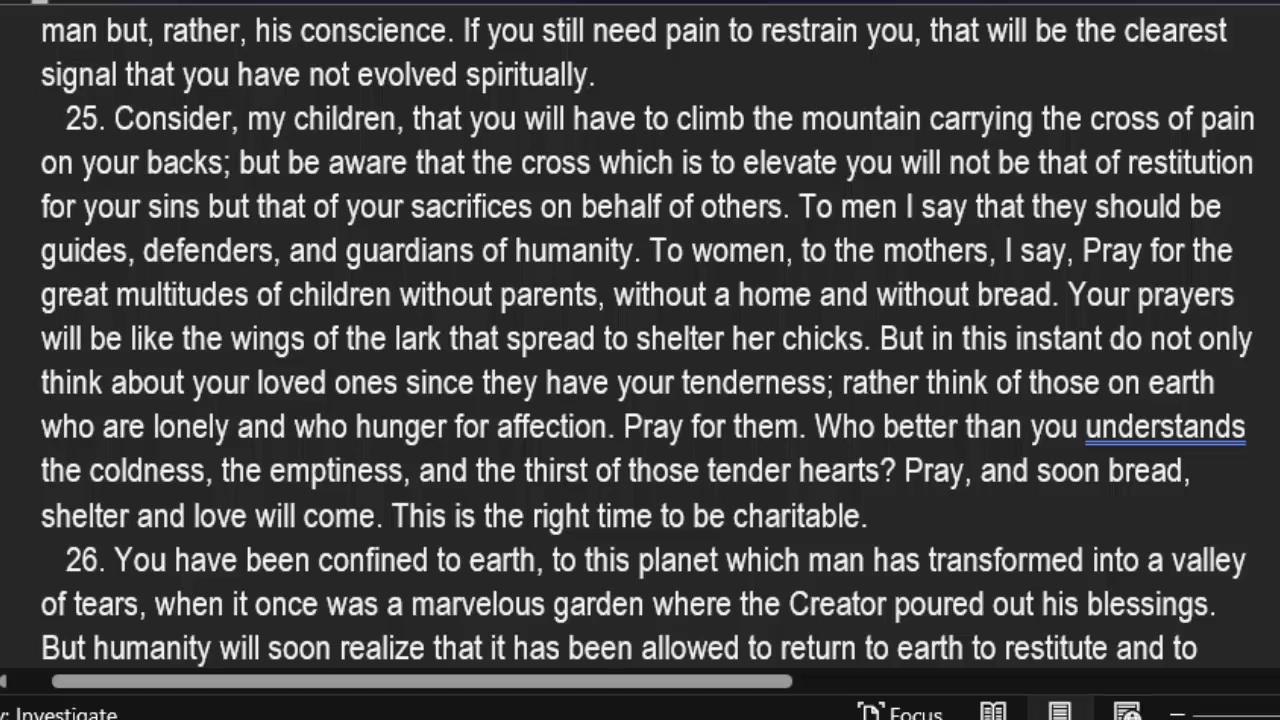 man but, rather, his conscience. If you still need pain to restrain you, that will be the clearest
signal that you have not evolved spiritually.
25. Consider, my children, that you will have to climb the mountain carrying the cross of pain
on your backs; but be aware that the cross which is to elevate you will not be that of restitution
for your sins but that of your sacrifices on behalf of others. To men I say that they should be
guides, defenders, and guardians of humanity. To women, to the mothers, I say, Pray for the
great multitudes of children without parents, without a home and without bread. Your prayers
will be like the wings of the lark that spread to shelter her chicks. But in this instant do not only
think about your loved ones since they have your tenderness; rather think of those on earth
who are lonely and who hunger for affection. Pray for them. Who better than you understands
the coldness, the emptiness, and the thirst of those tender hearts? Pray, and soon bread,
shelter and love will come. This is the right time to be charitable.
26. You have been confined to earth, to this planet which man has transformed into a valley
of tears, when it once was a marvelous garden where the Creator poured out his blessings.
But humanity will soon realize that it has been allowed to return to earth to restitute and to
y: Investigate
Focus